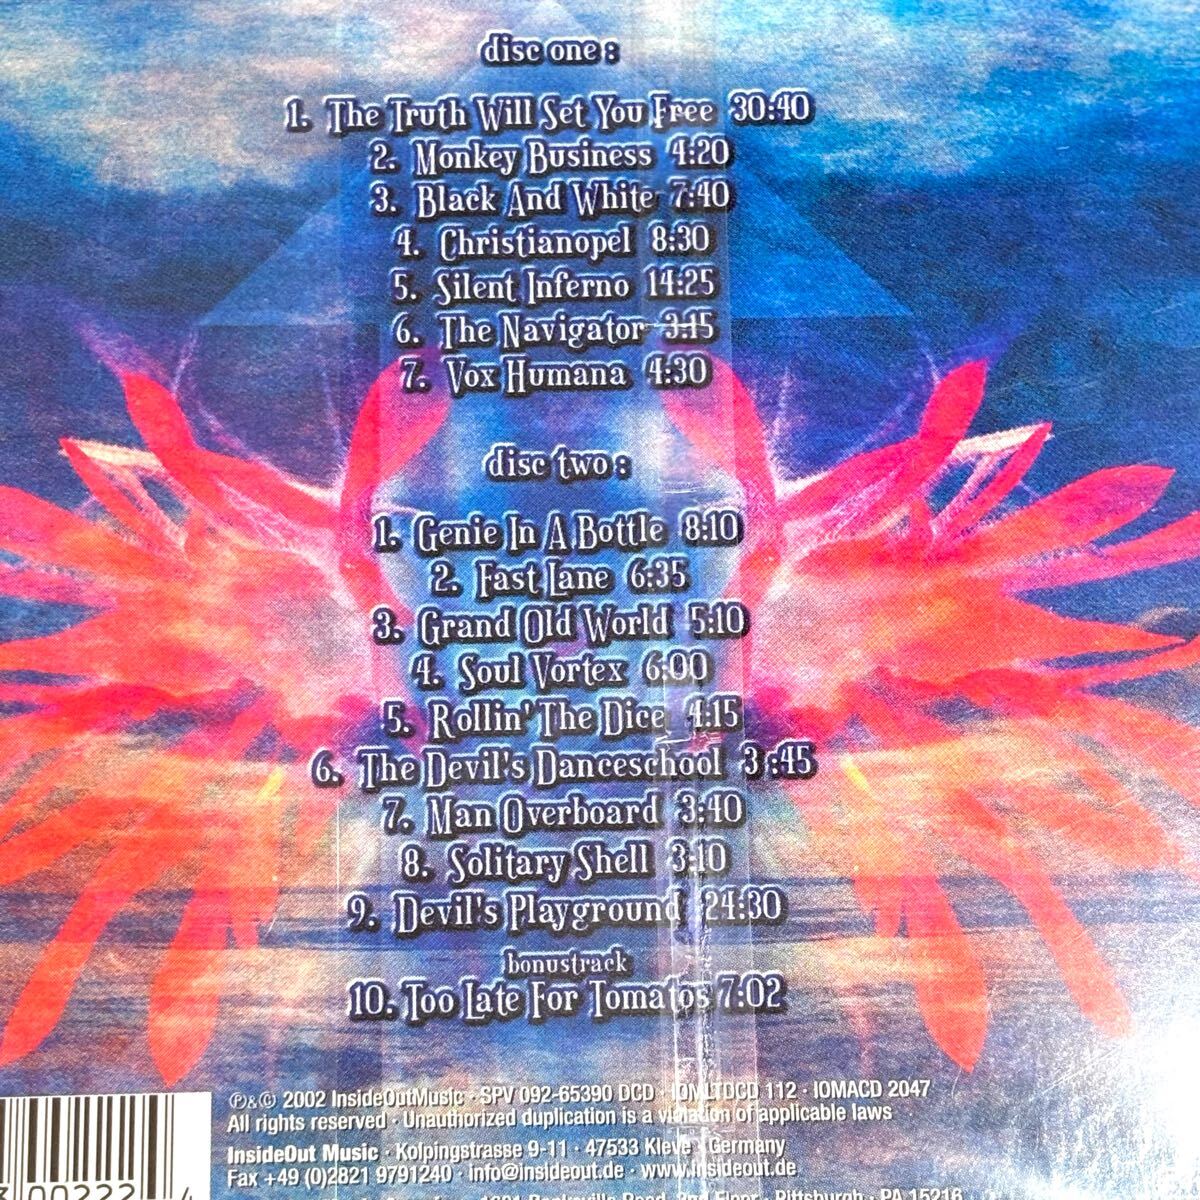 disc one :
1. The Truth Will Set You Free 30:40
2. Monkey Business 4:20
3. Black And White 7:40
4. Christianopel 8:30
5. Silent Inferno 14:25
6. The Navigator 3:15
7. Vox Humana 4:30
disc two :
1. Genie In A Bottle 8:10
2. Fast Lane 6:35
3. Grand Old World 5:10
4. Soul Vortex 6:00
5. Rollin' The Dice 4:15
6. The Devil's Danceschool 3:45
7. Man Overboard 3:40
8. Solitary Shell 3:10
9. Devil's Playground 24:30
bonustrack
10. Too Late For Tomatos 7:02
℗&© 2002 InsideOutMusic · SPV 092-65390 DCD · IOMLTDCD 112 · IOMACD 2047
All rights reserved · Unauthorized duplication is a violation of applicable laws
InsideOut Music · Kolpingstrasse 9-11 · 47533 Kleve · Germany
Fax +49 (0)2821 9791240 · info@insideout.de · www.insideout.de
00222 4
2nd Floor · Pittsburgh · PA 15216